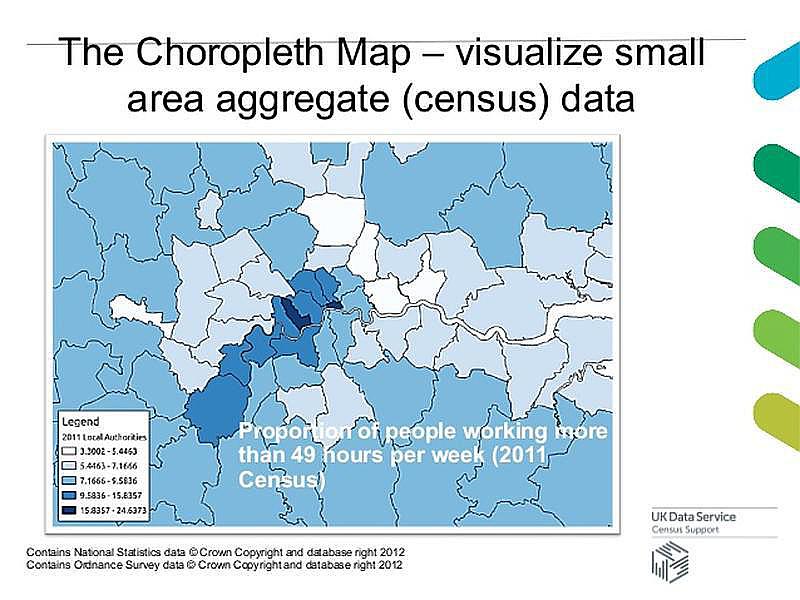 The Choropleth Map – visualize small
area aggregate (census) data
Legend
2011 Local Authorities
3.3002 - 5.4463
5.4463 - 7.1666
7.1666 - 9.5836
9.5836 - 15.8357
15.8357 - 24.6373
Proportion of people working more
than 49 hours per week (2011
Census)
UK Data Service
Census Support
Contains National Statistics data © Crown Copyright and database right 2012
Contains Ordnance Survey data © Crown Copyright and database right 2012